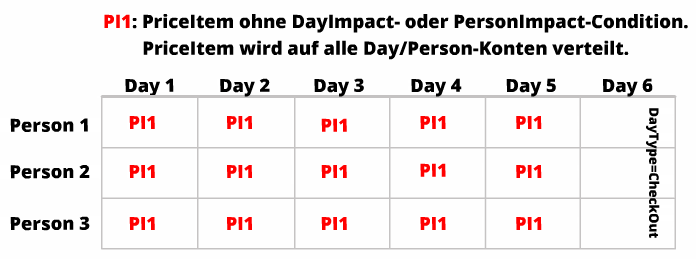 PI1: PriceItem ohne DayImpact- oder PersonImpact-Condition.
PriceItem wird auf alle Day/Person-Konten verteilt.
Day 1 Day 2 Day 3 Day 4 Day 5 Day 6
Person 1 PI1 PI1 PI1 PI1 PI1
Person 2 PI1 PI1 PI1 PI1 PI1
Person 3 PI1 PI1 PI1 PI1 PI1
DayType=CheckOut